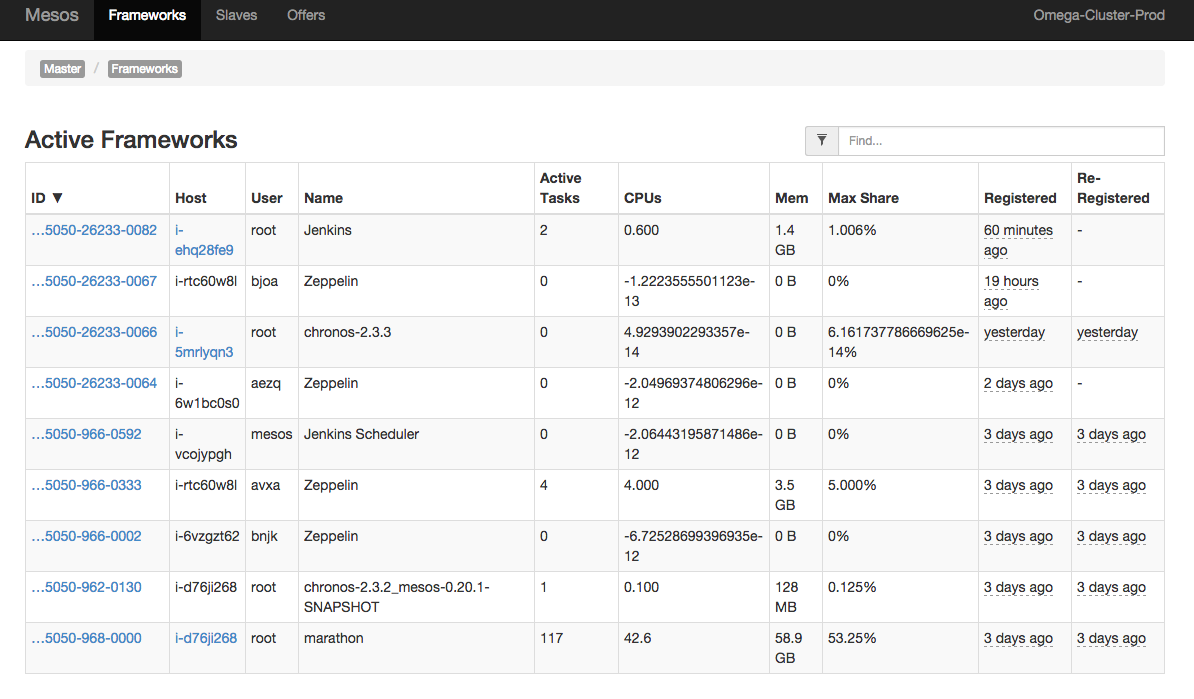 Mesos Frameworks Slaves Offers Omega-Cluster-Prod
Master / Frameworks
Active Frameworks
Find...
ID ▼ Host User Name Active Tasks CPUs Mem Max Share Registered Re-Registered
…5050-26233-0082 i-ehq28fe9 root Jenkins 2 0.600 1.4 GB 1.006% 60 minutes ago -
…5050-26233-0067 i-rtc60w8l bjoa Zeppelin 0 -1.2223555501123e-13 0 B 0% 19 hours ago -
…5050-26233-0066 i-5mrlyqn3 root chronos-2.3.3 0 4.9293902293357e-14 0 B 6.161737786669625e-14% yesterday yesterday
…5050-26233-0064 i-6w1bc0s0 aezq Zeppelin 0 -2.04969374806296e-12 0 B 0% 2 days ago -
…5050-966-0592 i-vcojypgh mesos Jenkins Scheduler 0 -2.06443195871486e-12 0 B 0% 3 days ago 3 days ago
…5050-966-0333 i-rtc60w8l avxa Zeppelin 4 4.000 3.5 GB 5.000% 3 days ago 3 days ago
…5050-966-0002 i-6vzgzt62 bnjk Zeppelin 0 -6.72528699396935e-12 0 B 0% 3 days ago 3 days ago
…5050-962-0130 i-d76ji268 root chronos-2.3.2_mesos-0.20.1-SNAPSHOT 1 0.100 128 MB 0.125% 3 days ago 3 days ago
…5050-968-0000 i-d76ji268 root marathon 117 42.6 58.9 GB 53.25% 3 days ago 3 days ago